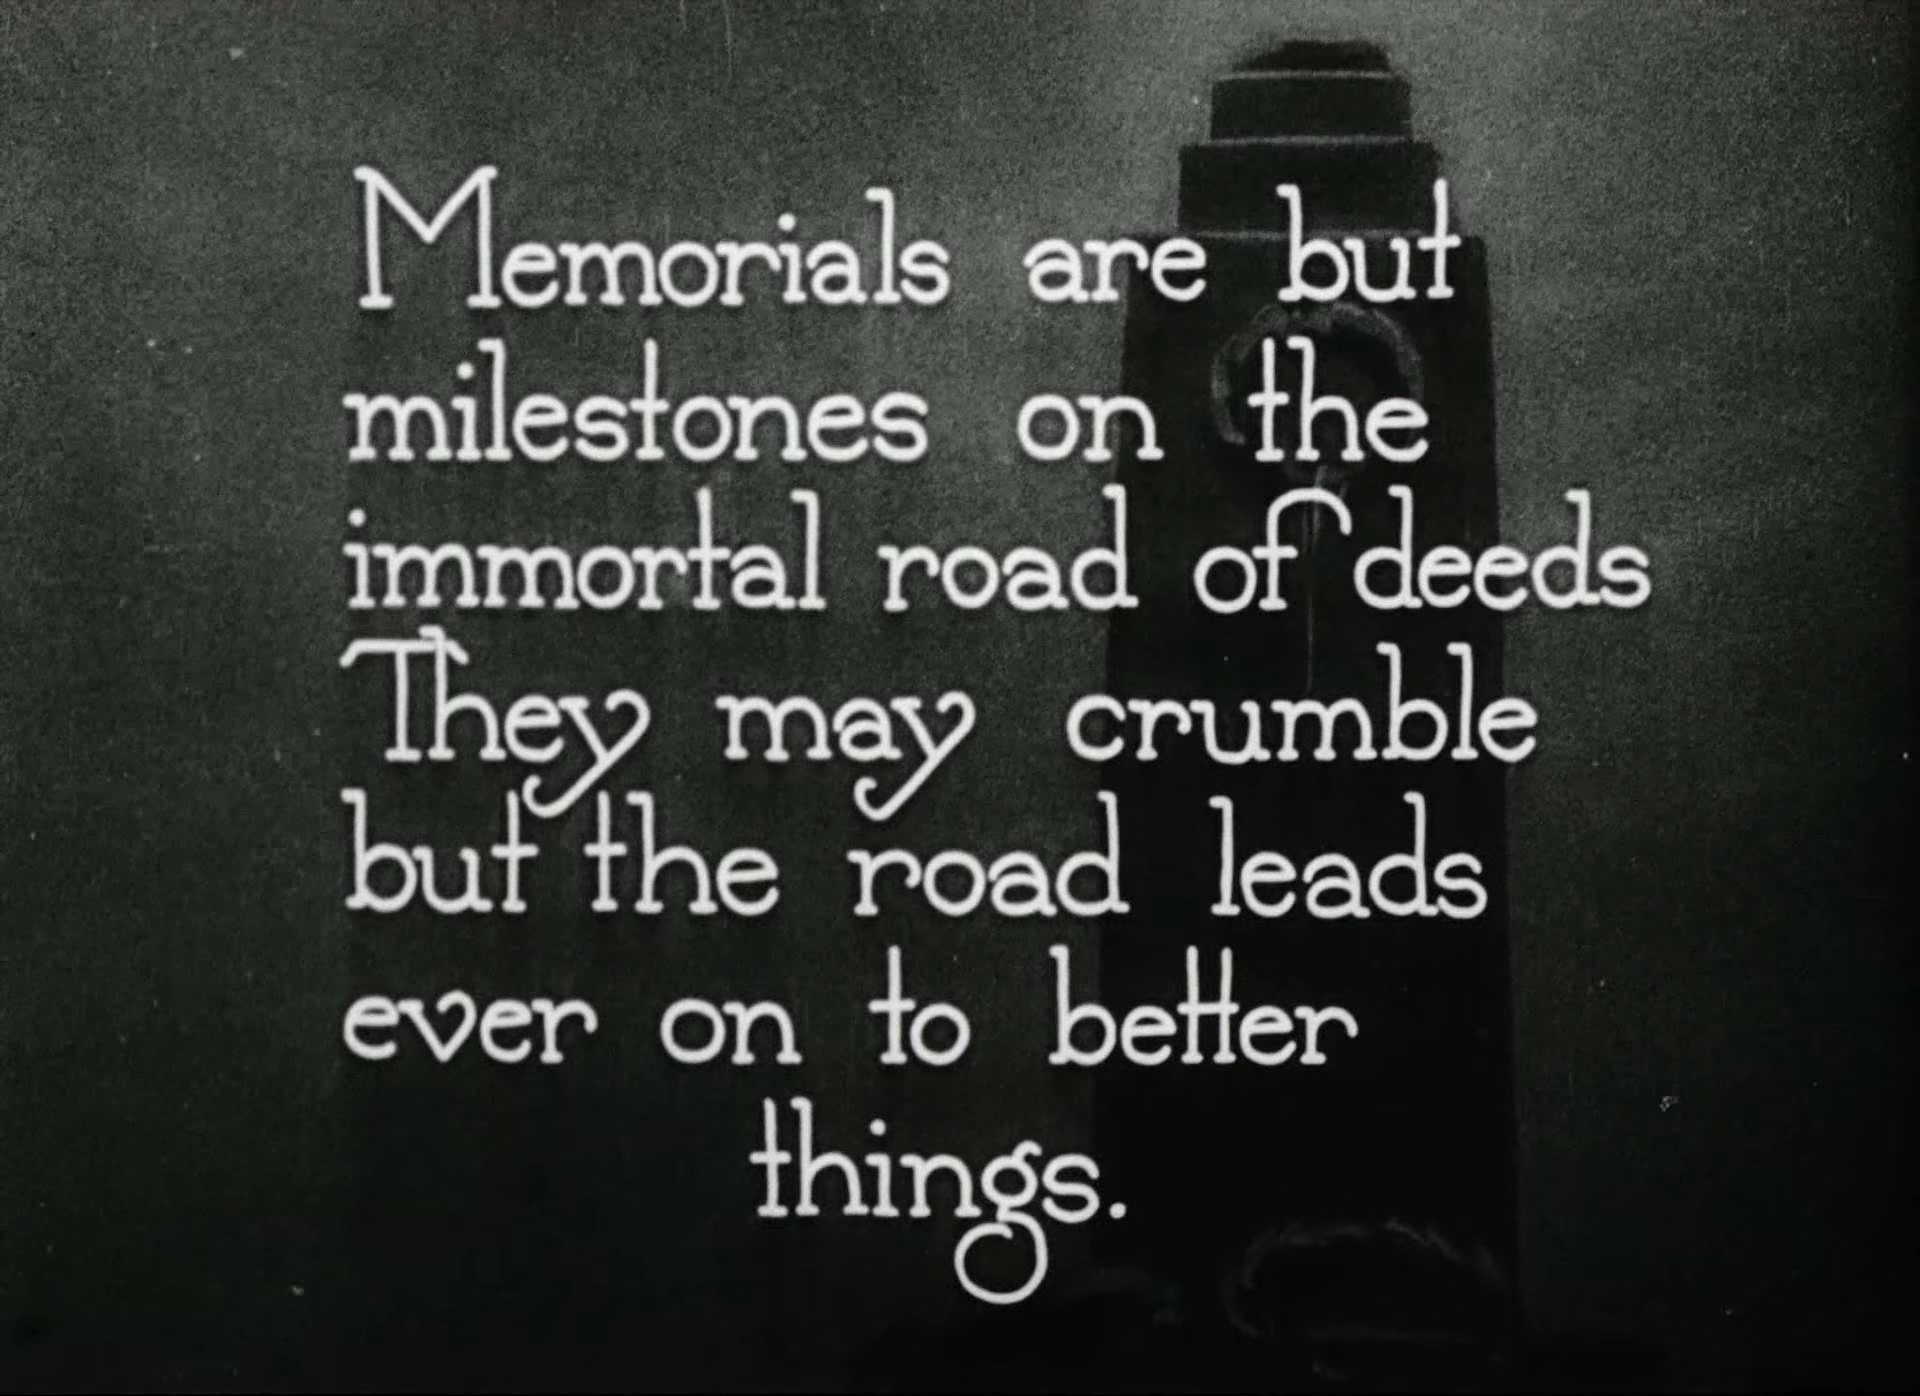 Memorials are but
milestones on the
immortal road of deeds
They may crumble
but the road leads
ever on to better
things.